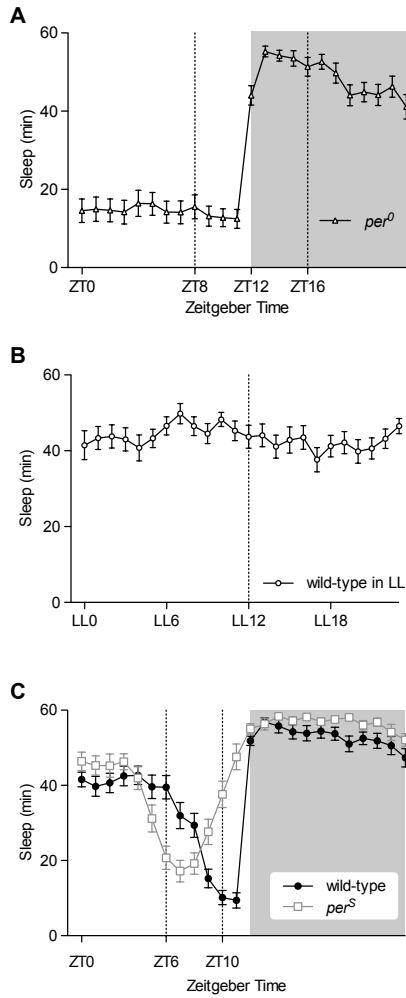 A
60
40
20
0
Sleep (min)
per⁰
ZT0 ZT8 ZT12 ZT16
Zeitgeber Time
B
60
40
20
0
Sleep (min)
wild-type in LL
LL0 LL6 LL12 LL18
C
60
40
20
0
Sleep (min)
wild-type
perˢ
ZT0 ZT6 ZT10
Zeitgeber Time